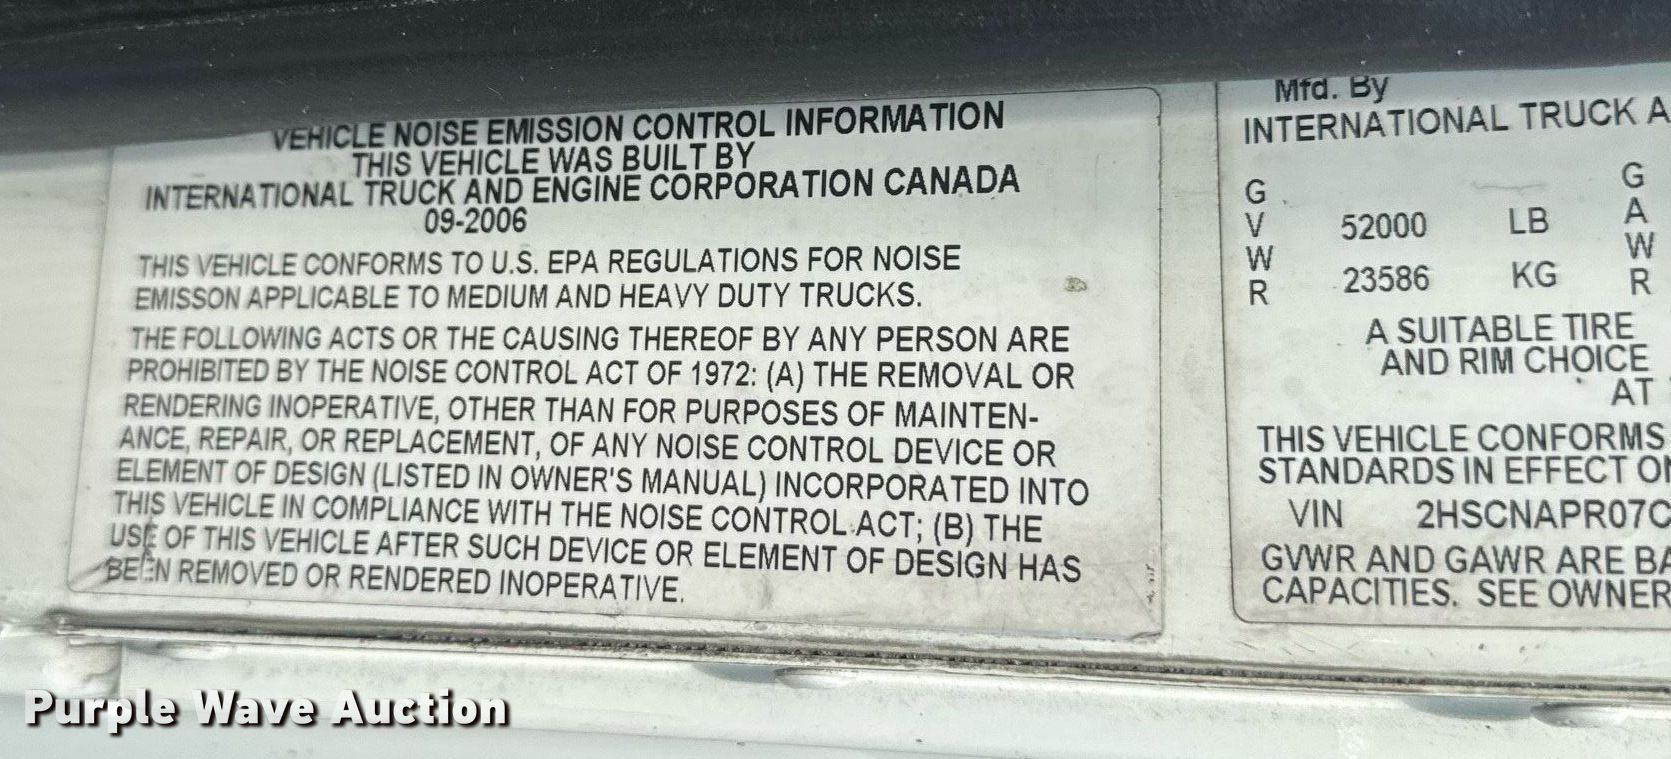 VEHICLE NOISE EMISSION CONTROL INFORMATION
THIS VEHICLE WAS BUILT BY
INTERNATIONAL TRUCK AND ENGINE CORPORATION CANADA
09-2006
THIS VEHICLE CONFORMS TO U.S. EPA REGULATIONS FOR NOISE
EMISSON APPLICABLE TO MEDIUM AND HEAVY DUTY TRUCKS.
THE FOLLOWING ACTS OR THE CAUSING THEREOF BY ANY PERSON ARE
PROHIBITED BY THE NOISE CONTROL ACT OF 1972: (A) THE REMOVAL OR
RENDERING INOPERATIVE, OTHER THAN FOR PURPOSES OF MAINTEN-
ANCE, REPAIR, OR REPLACEMENT, OF ANY NOISE CONTROL DEVICE OR
ELEMENT OF DESIGN (LISTED IN OWNER'S MANUAL) INCORPORATED INTO
THIS VEHICLE IN COMPLIANCE WITH THE NOISE CONTROL ACT; (B) THE
USE OF THIS VEHICLE AFTER SUCH DEVICE OR ELEMENT OF DESIGN HAS
BEEN REMOVED OR RENDERED INOPERATIVE.
Mfd. By
INTERNATIONAL TRUCK A
GVWR 52000 LB GAWR
23586 KG
A SUITABLE TIRE
AND RIM CHOICE
AT
THIS VEHICLE CONFORMS
STANDARDS IN EFFECT O
VIN 2HSCNAPR07C
GVWR AND GAWR ARE BA
CAPACITIES. SEE OWNER
Purple Wave Auction